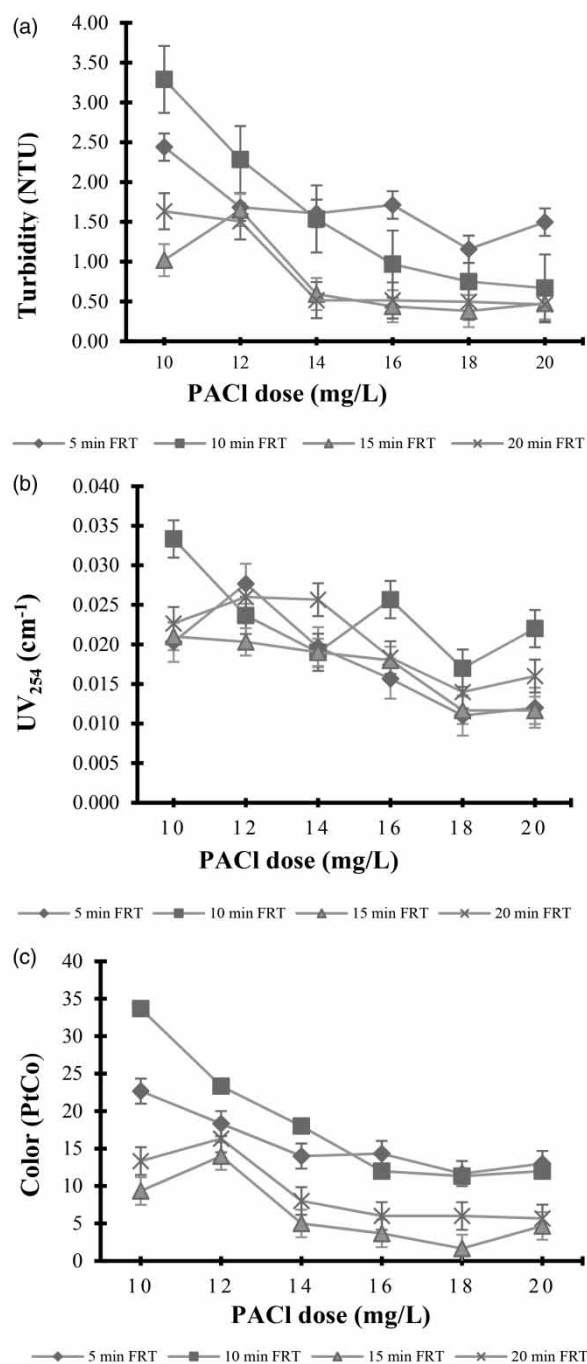 (a)
4.00
3.50
3.00
2.50
2.00
1.50
1.00
0.50
0.00
Turbidity (NTU)
10 12 14 16 18 20
PACl dose (mg/L)
5 min FRT 10 min FRT 15 min FRT 20 min FRT
(b)
0.040
0.035
0.030
0.025
0.020
0.015
0.010
0.005
0.000
UV254 (cm-1)
10 12 14 16 18 20
PACl dose (mg/L)
5 min FRT 10 min FRT 15 min FRT 20 min FRT
(c)
40
35
30
25
20
15
10
5
0
Color (PtCo)
10 12 14 16 18 20
PACl dose (mg/L)
5 min FRT 10 min FRT 15 min FRT 20 min FRT